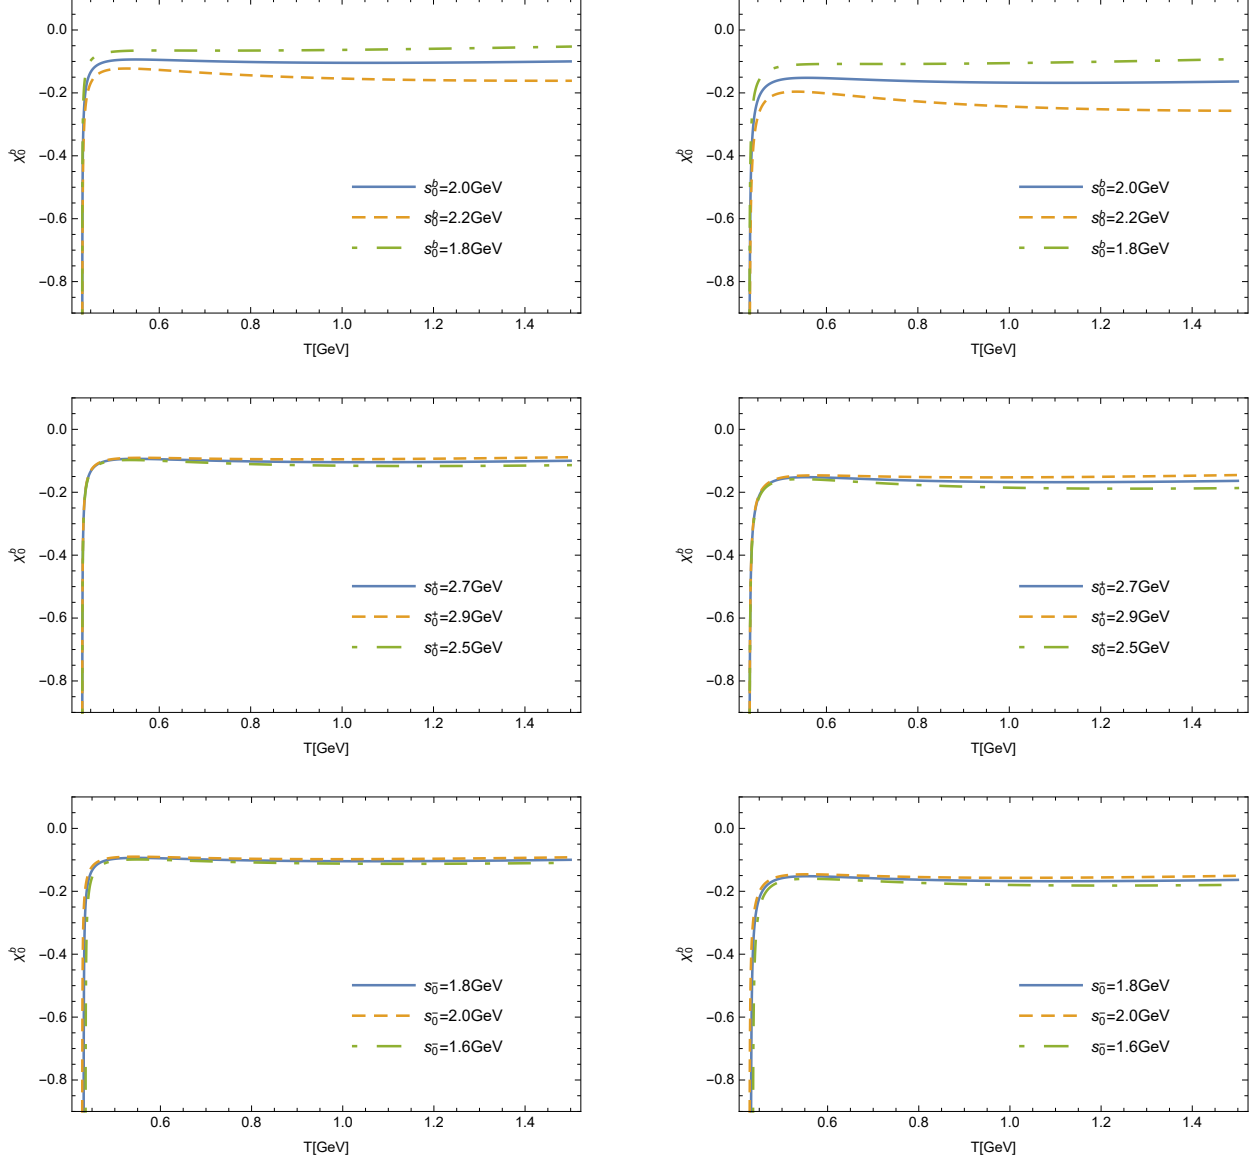 0.0
−0.2
−0.4
−0.6
−0.8
χ₀ᵇ
s₀ᵇ=2.0GeV
s₀ᵇ=2.2GeV
s₀ᵇ=1.8GeV
0.6 0.8 1.0 1.2 1.4
T[GeV]
0.0
−0.2
−0.4
−0.6
−0.8
χ₀ᵇ
s₀ᵇ=2.0GeV
s₀ᵇ=2.2GeV
s₀ᵇ=1.8GeV
0.6 0.8 1.0 1.2 1.4
T[GeV]
0.0
−0.2
−0.4
−0.6
−0.8
χ₀ᵇ
s₀⁺=2.7GeV
s₀⁺=2.9GeV
s₀⁺=2.5GeV
0.6 0.8 1.0 1.2 1.4
T[GeV]
0.0
−0.2
−0.4
−0.6
−0.8
χ₀ᵇ
s₀⁺=2.7GeV
s₀⁺=2.9GeV
s₀⁺=2.5GeV
0.6 0.8 1.0 1.2 1.4
T[GeV]
0.0
−0.2
−0.4
−0.6
−0.8
χ₀ᵇ
s₀⁻=1.8GeV
s₀⁻=2.0GeV
s₀⁻=1.6GeV
0.6 0.8 1.0 1.2 1.4
T[GeV]
0.0
−0.2
−0.4
−0.6
−0.8
χ₀ᵇ
s₀⁻=1.8GeV
s₀⁻=2.0GeV
s₀⁻=1.6GeV
0.6 0.8 1.0 1.2 1.4
T[GeV]